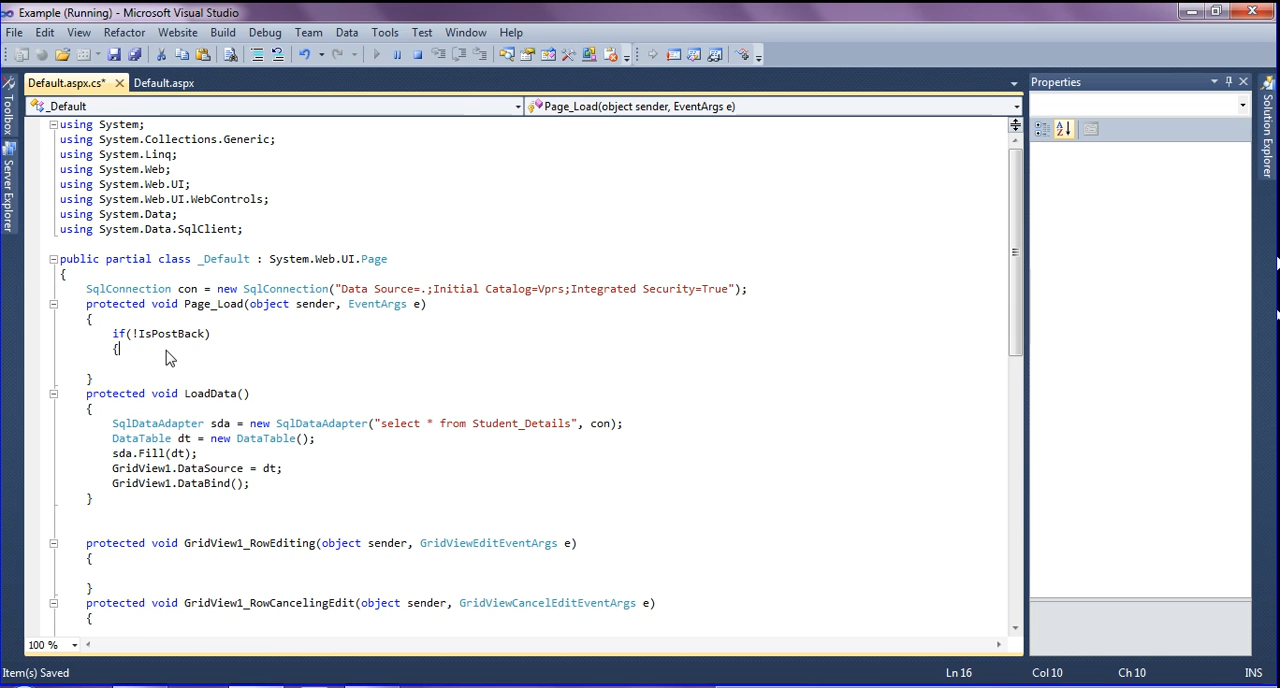 Example (Running) - Microsoft Visual Studio
File Edit View Refactor Website Build Debug Team Data Tools Test Window Help
Default.aspx.cs* Default.aspx
Properties
_Default
Page_Load(object sender, EventArgs e)
Toolbox
Server Explorer
Solution Explorer
using System;
using System.Collections.Generic;
using System.Linq;
using System.Web;
using System.Web.UI;
using System.Web.UI.WebControls;
using System.Data;
using System.Data.SqlClient;
public partial class _Default : System.Web.UI.Page
{
SqlConnection con = new SqlConnection("Data Source=.;Initial Catalog=Vprs;Integrated Security=True");
protected void Page_Load(object sender, EventArgs e)
{
if(!IsPostBack)
{
}
protected void LoadData()
{
SqlDataAdapter sda = new SqlDataAdapter("select * from Student_Details", con);
DataTable dt = new DataTable();
sda.Fill(dt);
GridView1.DataSource = dt;
GridView1.DataBind();
}
protected void GridView1_RowEditing(object sender, GridViewEditEventArgs e)
{
}
protected void GridView1_RowCancelingEdit(object sender, GridViewCancelEditEventArgs e)
{
100 %
Item(s) Saved
Ln 16 Col 10 Ch 10 INS